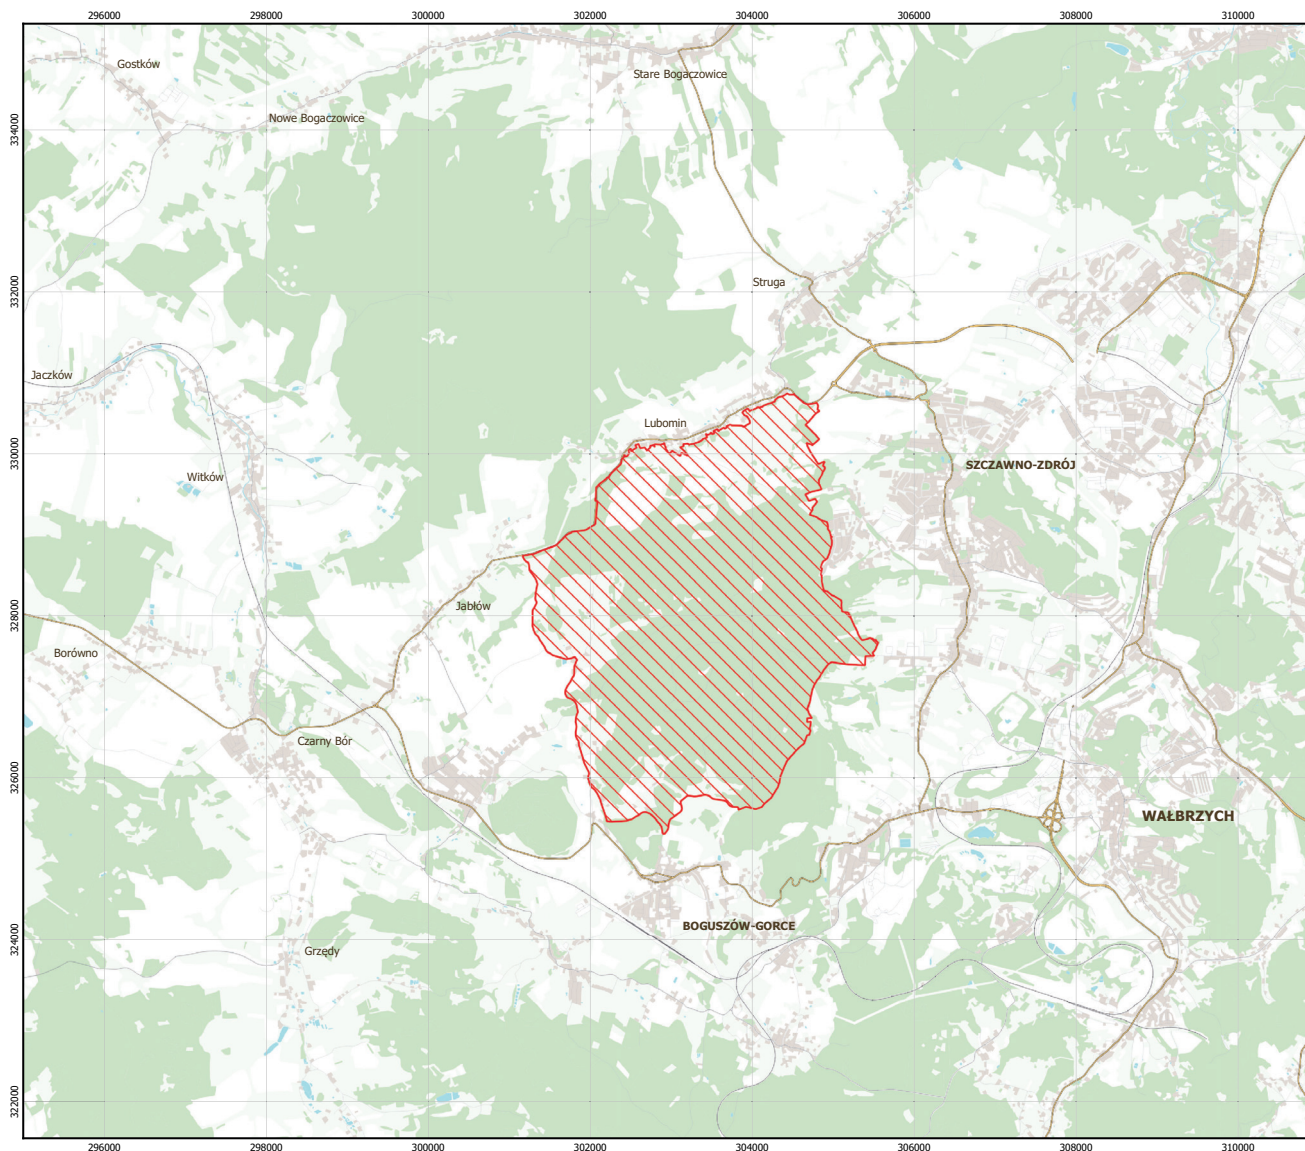 296000 298000 300000 302000 304000 306000 308000 310000
Gostków
Stare Bogaczowice
Nowe Bogaczowice
334000
332000
Struga
Jaczków
Lubomin
330000
SZCZAWNO-ZDRÓJ
Witków
Jabłów
328000
Borówno
Czarny Bór
326000
WAŁBRZYCH
BOGUSZÓW-GORCE
324000
Grzędy
322000
296000 298000 300000 302000 304000 306000 308000 310000